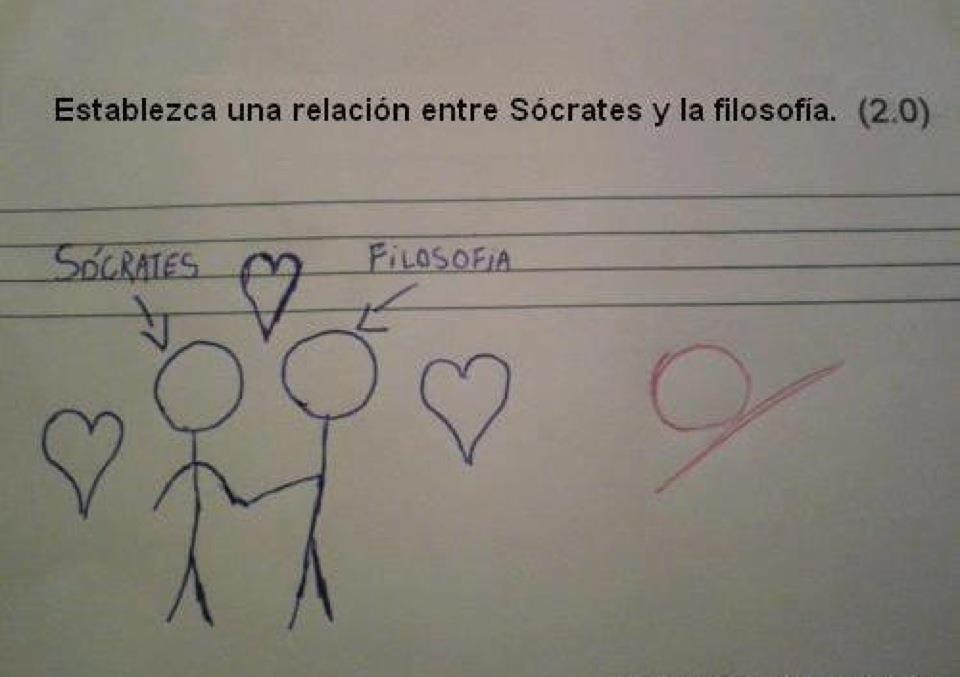 Establezca una relación entre Sócrates y la filosofía. (2.0)
SÓCRATES
FiLOSOFiA